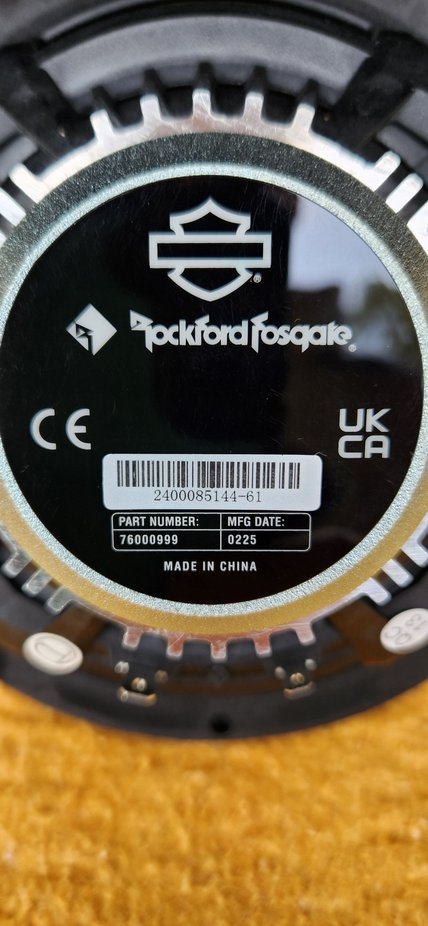 Rockford Fosgate®
CE
UK
CA
2400085144-61
PART NUMBER: MFG DATE:
76000999 0225
MADE IN CHINA